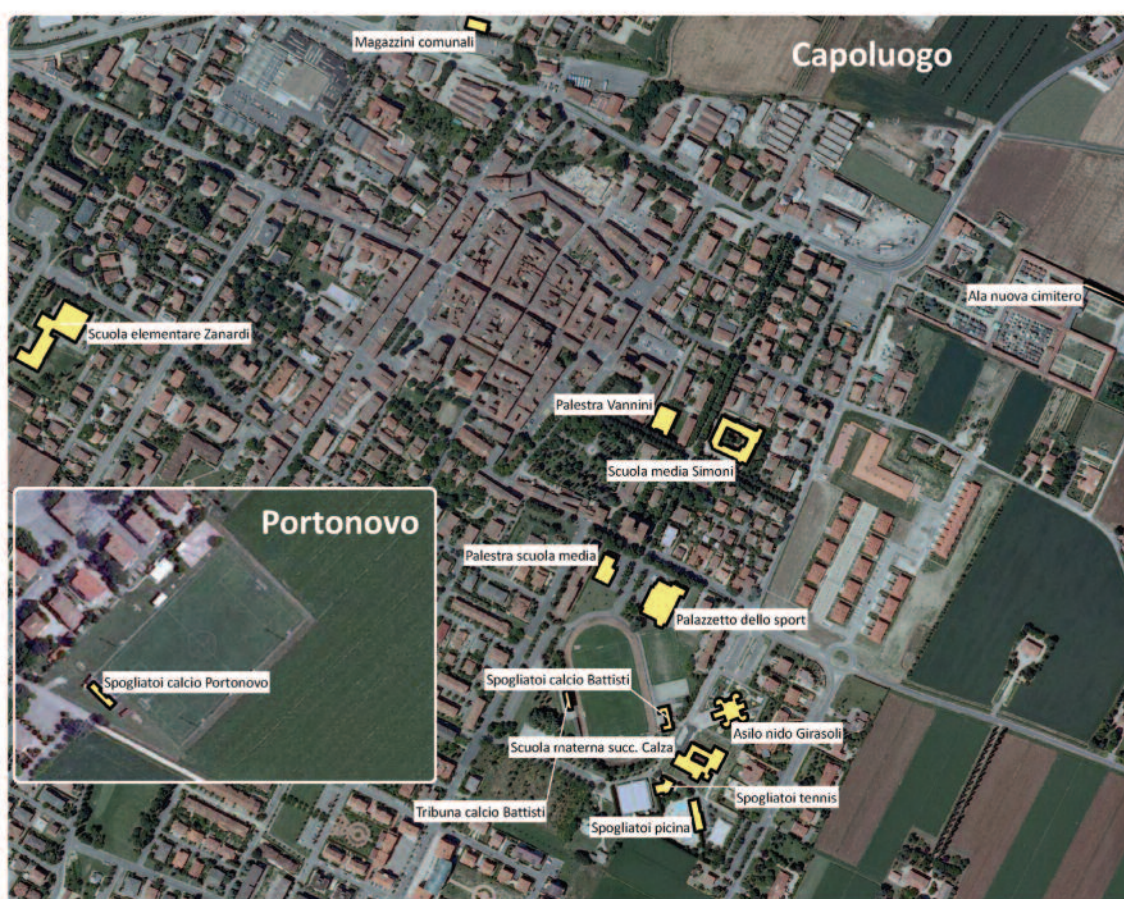 Magazzini comunali
Capoluogo
Ala nuova cimitero
Scuola elementare Zanardi
Palestra Vannini
Scuola media Simoni
Portonovo
Palestra scuola media
Palazzetto dello sport
Spogliatoi calcio Portonovo
Spogliatoi calcio Battisti
Asilo nido Girasoli
Scuola materna succ. Calza
Spogliatoi tennis
Tribuna calcio Battisti
Spogliatoi picina